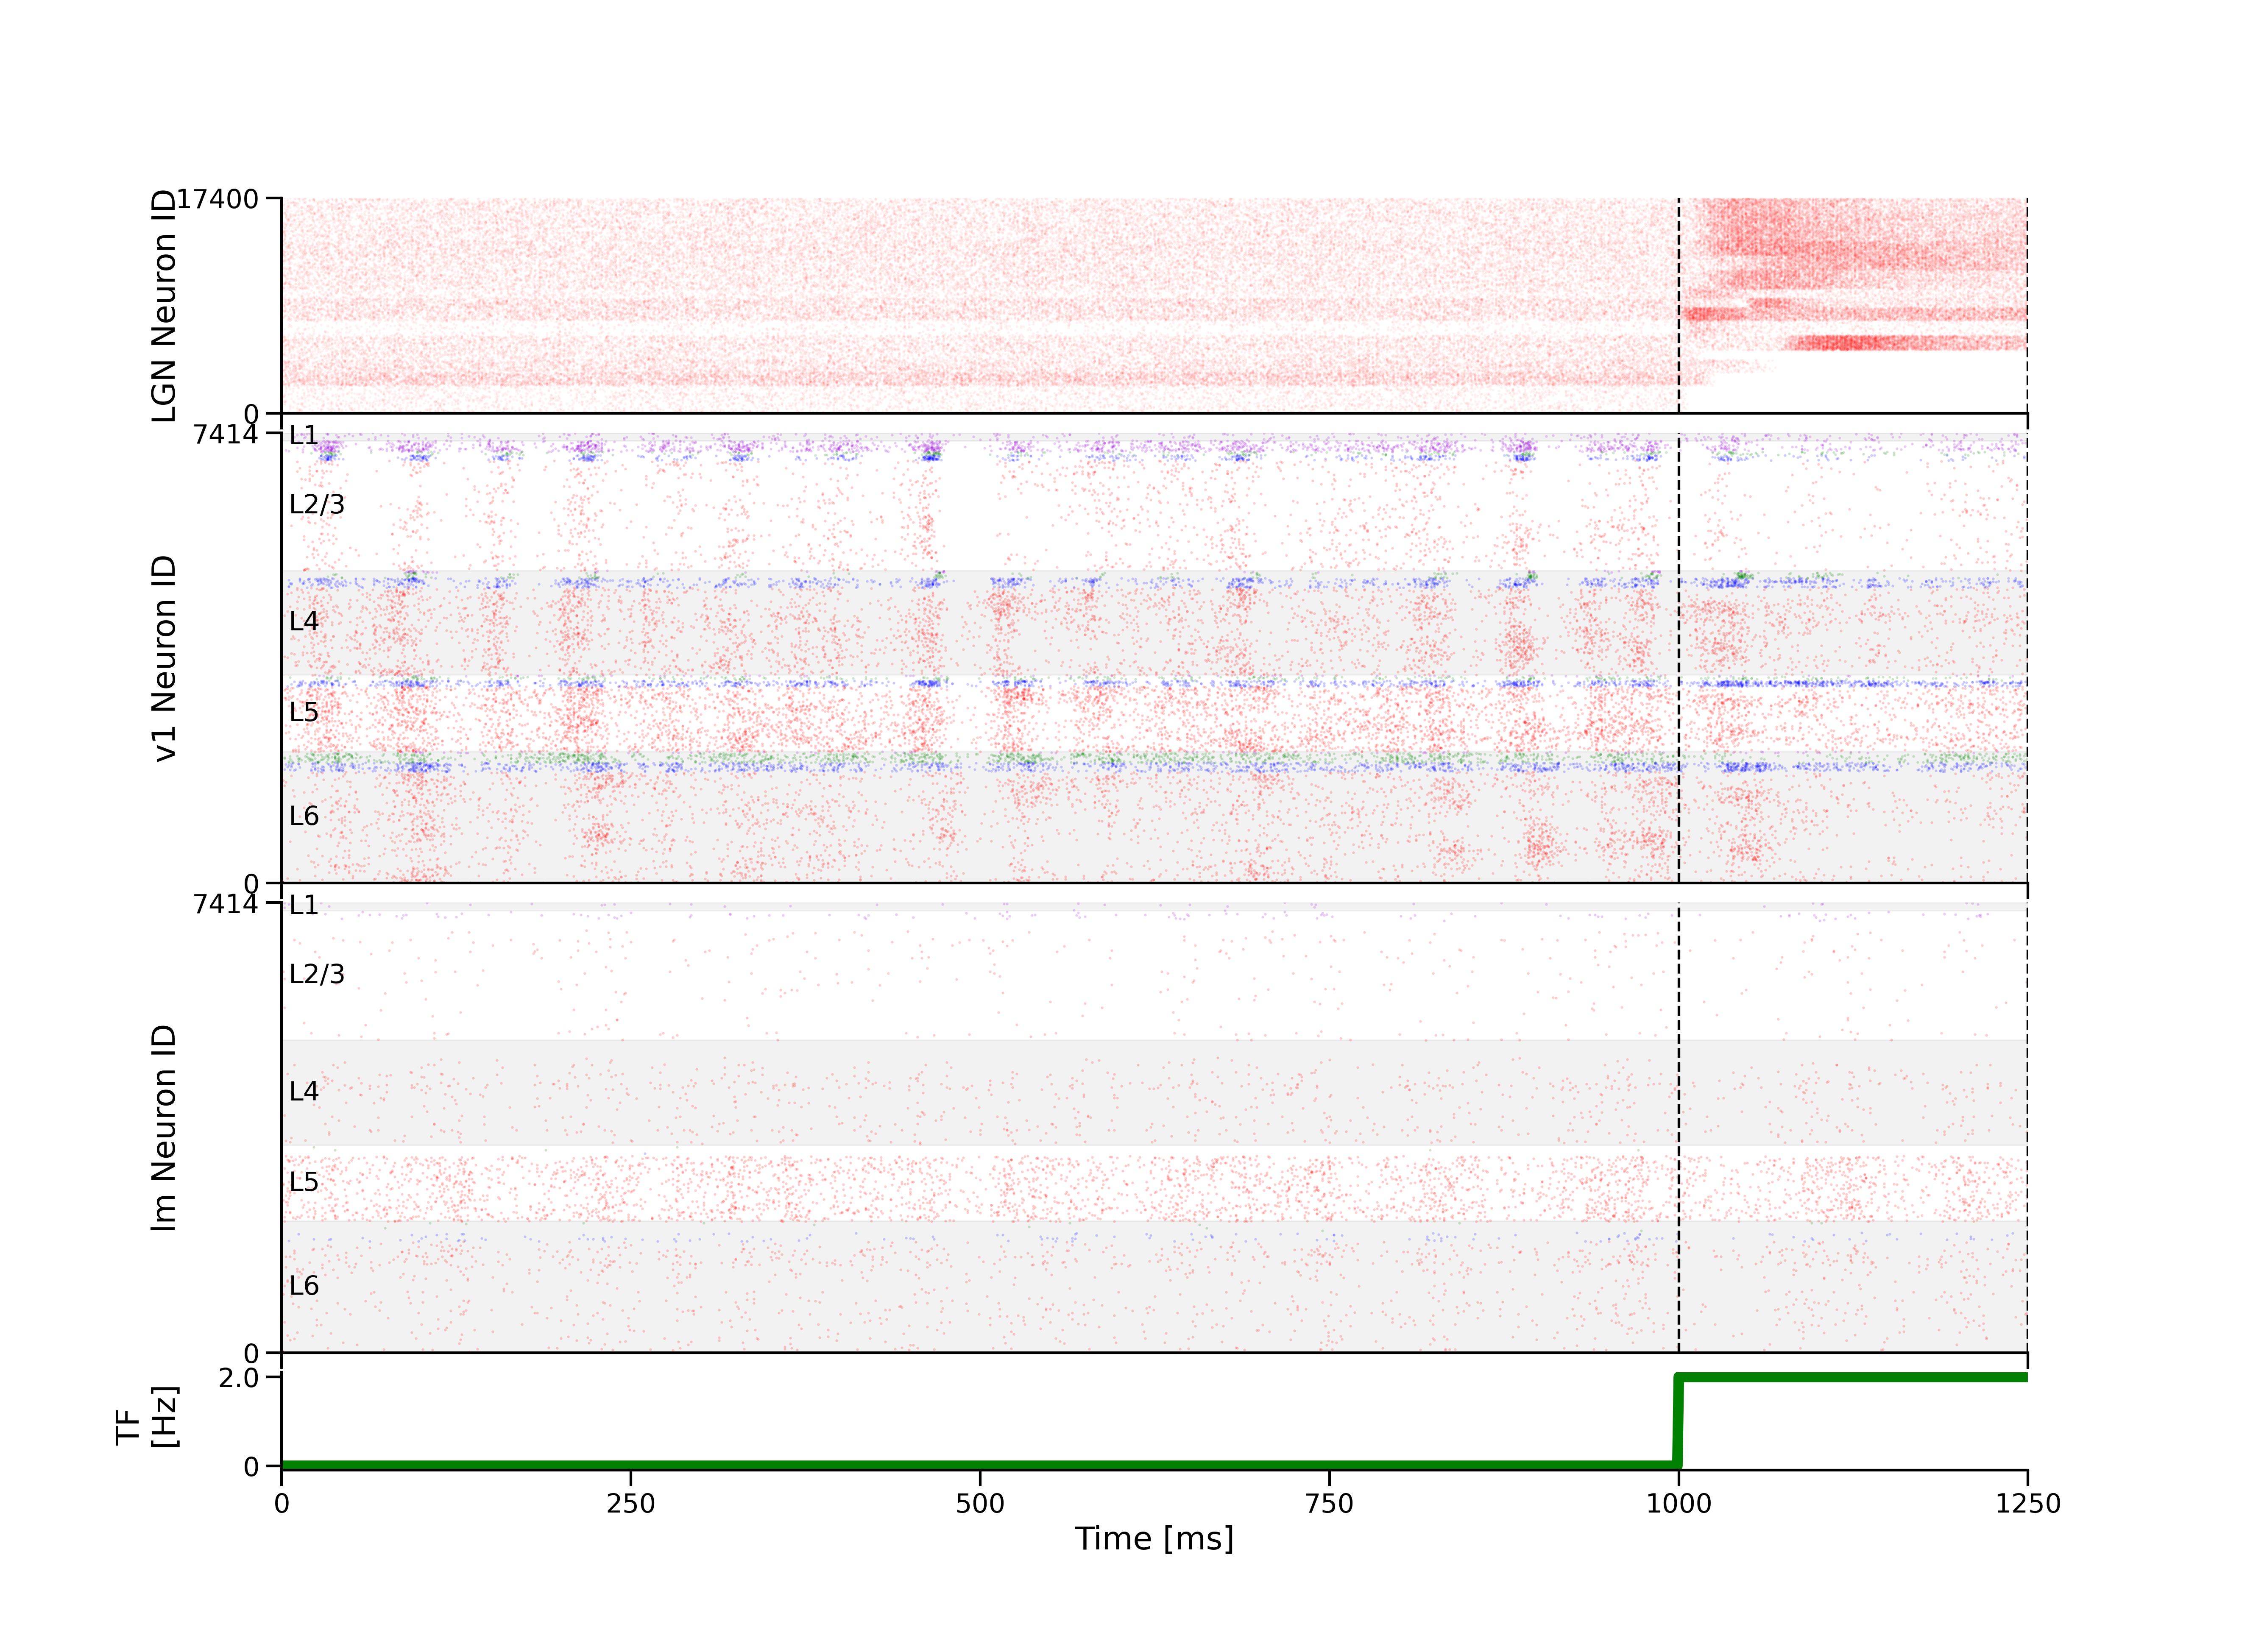 LGN Neuron ID
17400
0
v1 Neuron ID
7414
L1
L2/3
L4
L5
L6
0
lm Neuron ID
7414
L1
L2/3
L4
L5
L6
0
TF
[Hz]
2.0
0
0 250 500 750 1000 1250
Time [ms]